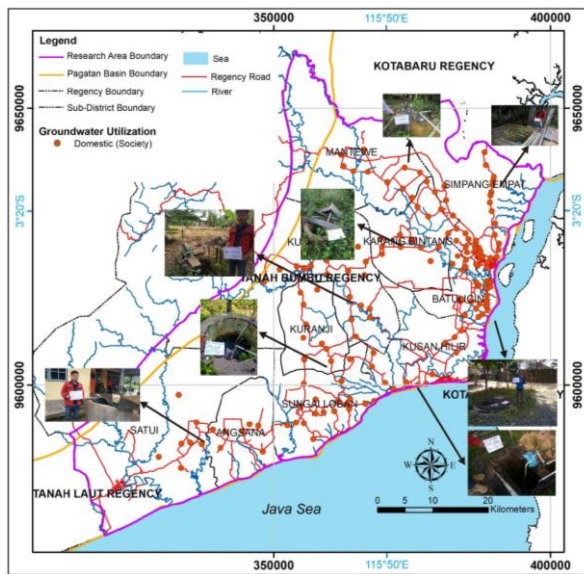 350000
115°50'E
400000
Legend
Research Area Boundary
Pagatan Basin Boundary
Regency Boundary
Sub-District Boundary
Sea
Regency Road
River
Groundwater Utilization
Domestic (Society)
KOTABARU REGENCY
9650000
9650000
MANTEWE
SIMPANG EMPAT
3°20'S
3°20'S
KARANG BINTANG
TANAH BUMBU REGENCY
BATULICIN
KURANJI
KUSAN HILIR
9600000
9600000
SUNGAI LOBAN
SATUI
ANGSANA
TANAH LAUT REGENCY
Java Sea
N
W
E
S
0
10
20
Kilometers
350000
115°50'E
400000